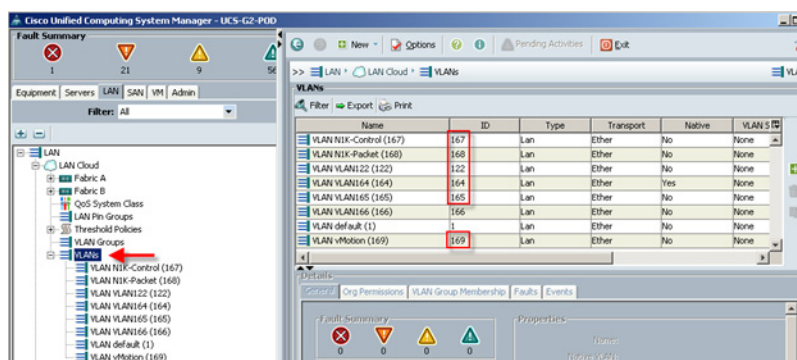 Cisco Unified Computing System Manager - UCS-G2-POD
Fault Summary
1 21 9 56
Equipment Servers LAN SAN VM Admin
Filter: All
LAN
LAN Cloud
Fabric A
Fabric B
QoS System Class
LAN Pin Groups
Threshold Policies
VLAN Groups
VLANs
VLAN N1K-Control (167)
VLAN N1K-Packet (168)
VLAN VLAN122 (122)
VLAN VLAN164 (164)
VLAN VLAN165 (165)
VLAN VLAN166 (166)
VLAN default (1)
VLAN vMotion (169)
New Options Pending Activities Exit
>> LAN LAN Cloud VLANs
VLANs
Filter Export Print
Name ID Type Transport Native VLAN S
VLAN N1K-Control (167) 167 Lan Ether No None
VLAN N1K-Packet (168) 168 Lan Ether No None
VLAN VLAN122 (122) 122 Lan Ether No None
VLAN VLAN164 (164) 164 Lan Ether Yes None
VLAN VLAN165 (165) 165 Lan Ether No None
VLAN VLAN166 (166) 166 Lan Ether No None
VLAN default (1) 1 Lan Ether No None
VLAN vMotion (169) 169 Lan Ether No None
Details
General Org Permissions VLAN Group Membership Faults Events
Fault Summary
0 0 0 0
Properties
Name:
Native VLAN: